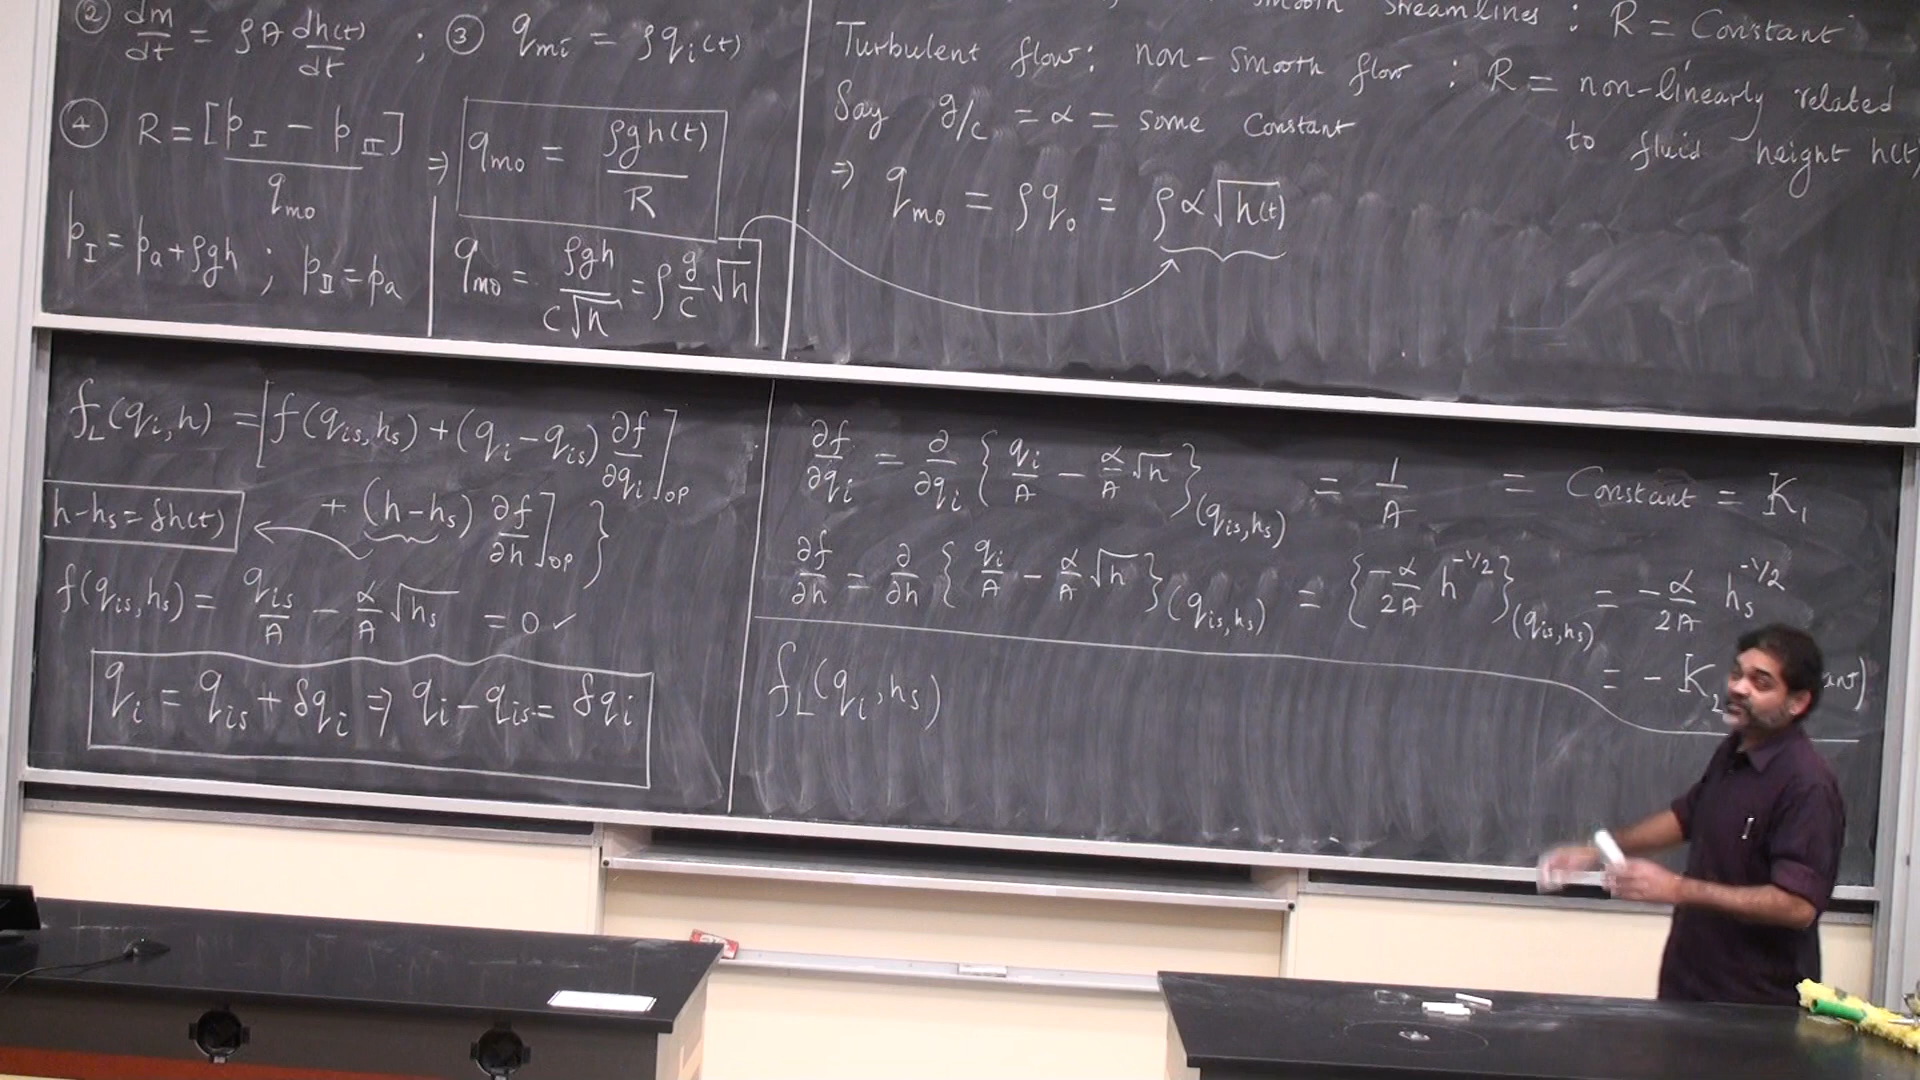 ② dm/dt = ρA dh(t)/dt ; ③ q_mi = ρq_i(t)
④ R = [p_I − p_II]/q_mo ⇒ q_mo = ρgh(t)/R
p_I = p_a + ρgh ; p_II = p_a
q_mo = ρgh/(c√h) = ρ g/c √h
smooth streamlines : R = Constant
Turbulent flow: non-smooth flow : R = non-linearly related
to fluid height h(t)
Say g/c = α = some Constant
⇒ q_mo = ρq_o = ρα√h(t)
f_L(q_i, h) = [f(q_is, h_s) + (q_i − q_is) ∂f/∂q_i]_OP
+ (h − h_s) ∂f/∂h]_OP }
h − h_s = δh(t)
f(q_is, h_s) = q_is/A − α/A √h_s = 0 ✓
q_i = q_is + δq_i ⇒ q_i − q_is = δq_i
∂f/∂q_i = ∂/∂q_i { q_i/A − α/A √h }_(q_is, h_s) = 1/A = Constant = K_1
∂f/∂h = ∂/∂h { q_i/A − α/A √h }_(q_is, h_s) = { −α/2A h^−1/2 }_(q_is, h_s) = −α/2A h_s^−1/2
= − K_2
f_L(q_i, h_s)